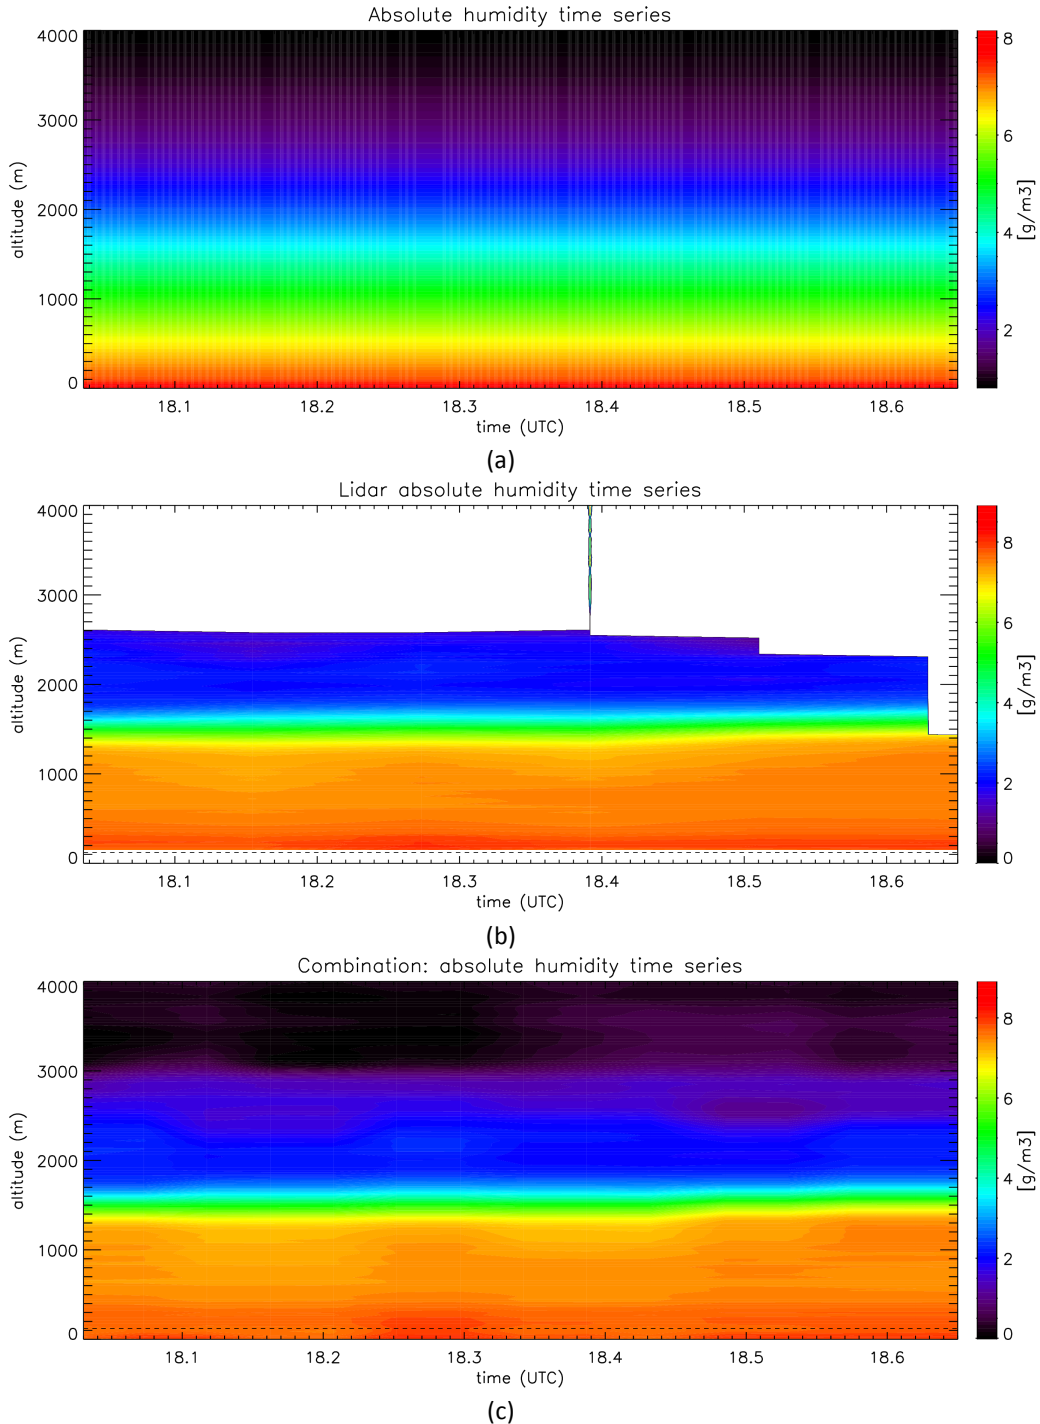 Absolute humidity time series
4000
3000
2000
1000
0
altitude (m)
18.1 18.2 18.3 18.4 18.5 18.6
time (UTC)
8
6
4
2
[g/m3]
(a)
Lidar absolute humidity time series
4000
3000
2000
1000
0
altitude (m)
18.1 18.2 18.3 18.4 18.5 18.6
time (UTC)
8
6
4
2
0
[g/m3]
(b)
Combination: absolute humidity time series
4000
3000
2000
1000
0
altitude (m)
18.1 18.2 18.3 18.4 18.5 18.6
time (UTC)
8
6
4
2
0
[g/m3]
(c)